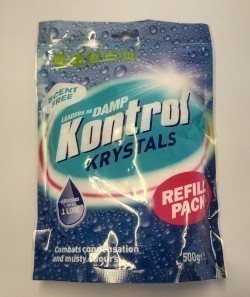 SCENT
FREE
LEADERS IN DAMP
Kontrol
KRYSTALS
1 LITRE
REFILL
PACK
Combats condensation
and musty odours
500g